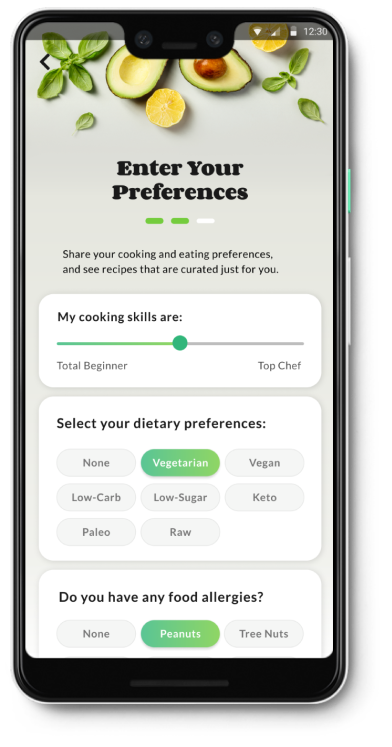 12:30
Enter Your
Preferences
Share your cooking and eating preferences,
and see recipes that are curated just for you.
My cooking skills are:
Total Beginner Top Chef
Select your dietary preferences:
None Vegetarian Vegan
Low-Carb Low-Sugar Keto
Paleo Raw
Do you have any food allergies?
None Peanuts Tree Nuts